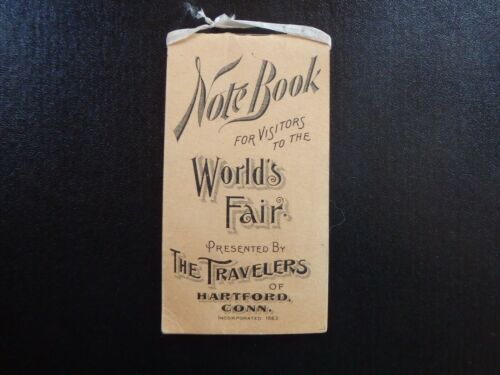 Note Book
FOR VISITORS
TO THE
World's
Fair.
PRESENTED BY
THE TRAVELERS
OF
HARTFORD,
CONN.
INCORPORATED 1863